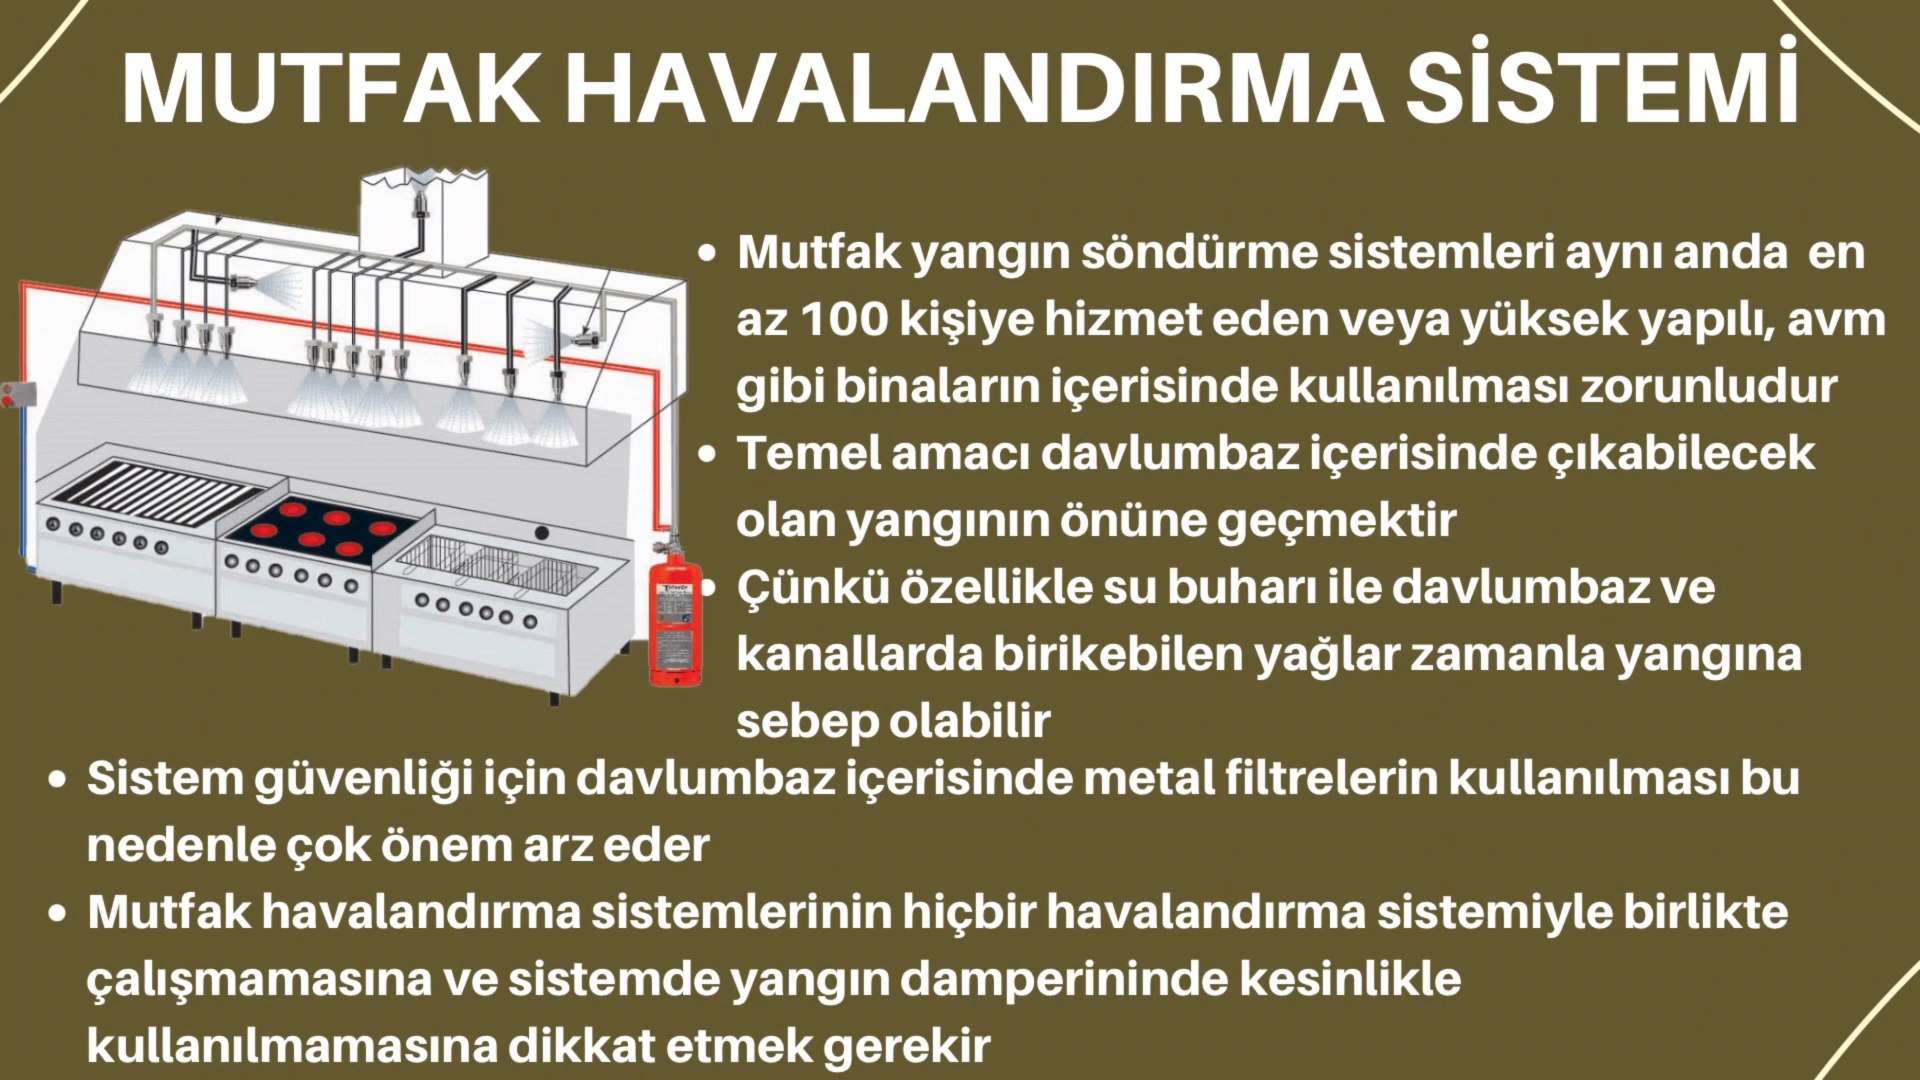 MUTFAK HAVALANDIRMA SİSTEMİ
• Mutfak yangın söndürme sistemleri aynı anda  en
az 100 kişiye hizmet eden veya yüksek yapılı, avm
gibi binaların içerisinde kullanılması zorunludur
• Temel amacı davlumbaz içerisinde çıkabilecek
olan yangının önüne geçmektir
• Çünkü özellikle su buharı ile davlumbaz ve
kanallarda birikebilen yağlar zamanla yangına
sebep olabilir
• Sistem güvenliği için davlumbaz içerisinde metal filtrelerin kullanılması bu
nedenle çok önem arz eder
• Mutfak havalandırma sistemlerinin hiçbir havalandırma sistemiyle birlikte
çalışmamasına ve sistemde yangın damperininde kesinlikle
kullanılmamasına dikkat etmek gerekir